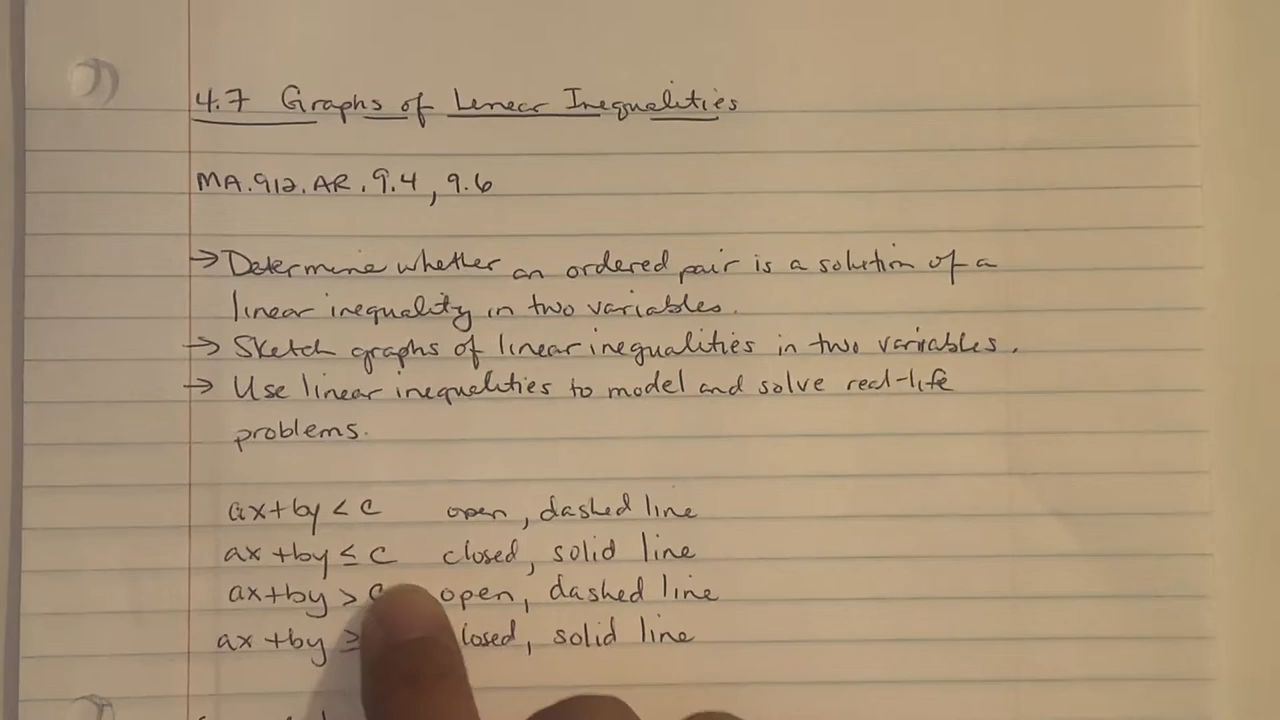 4.7 Graphs of Linear Inequalities
MA.912.AR.9.4, 9.6
→ Determine whether an ordered pair is a solution of a
linear inequality in two variables.
→ Sketch graphs of linear inequalities in two variables.
→ Use linear inequalities to model and solve real-life
problems.
ax+by < c open, dashed line
ax+by ≤ c closed, solid line
ax+by > open, dashed line
ax+by ≥ solid line